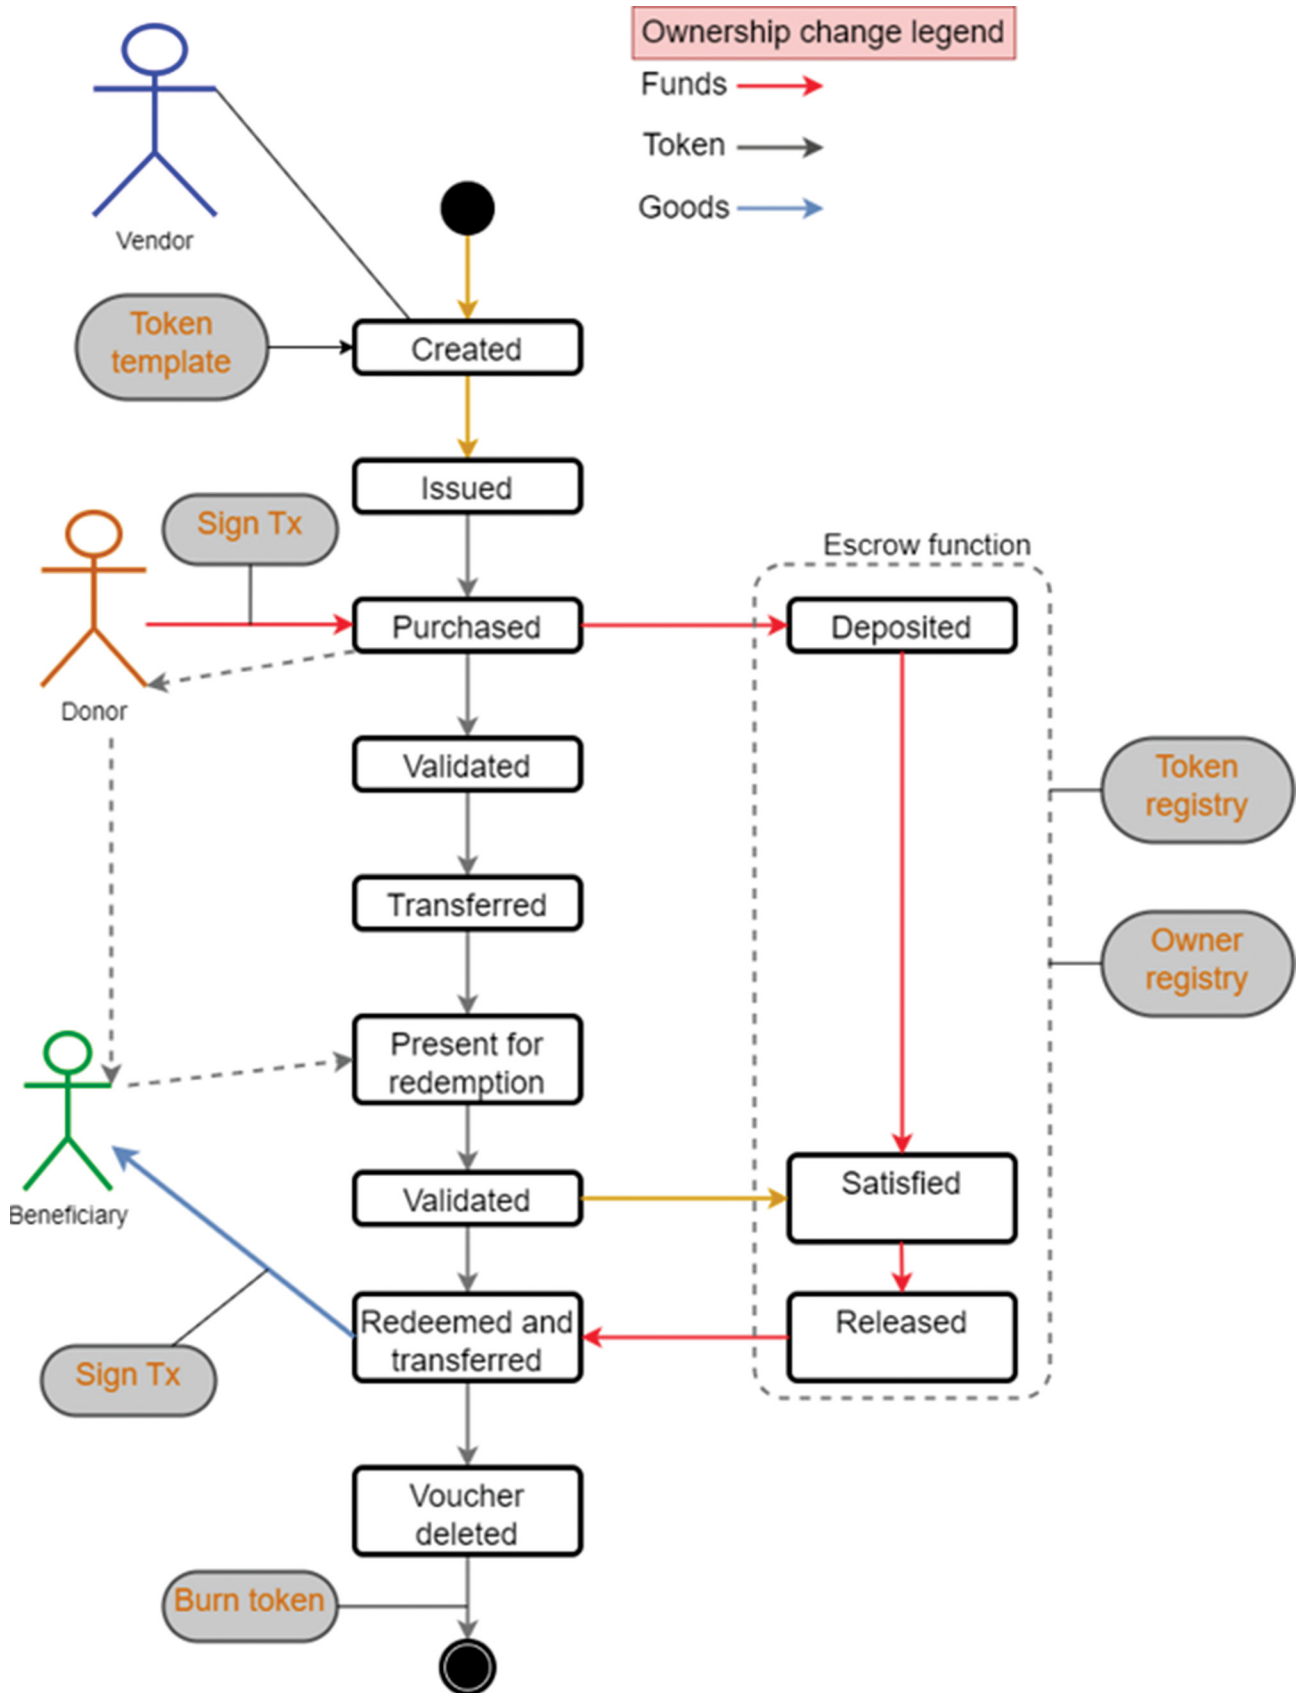 Ownership change legend
Funds
Token
Goods
Vendor
Token
template
Created
Issued
Sign Tx
Escrow function
Purchased
Deposited
Donor
Validated
Token
registry
Transferred
Owner
registry
Present for
redemption
Beneficiary
Validated
Satisfied
Redeemed and
transferred
Released
Sign Tx
Voucher
deleted
Burn token